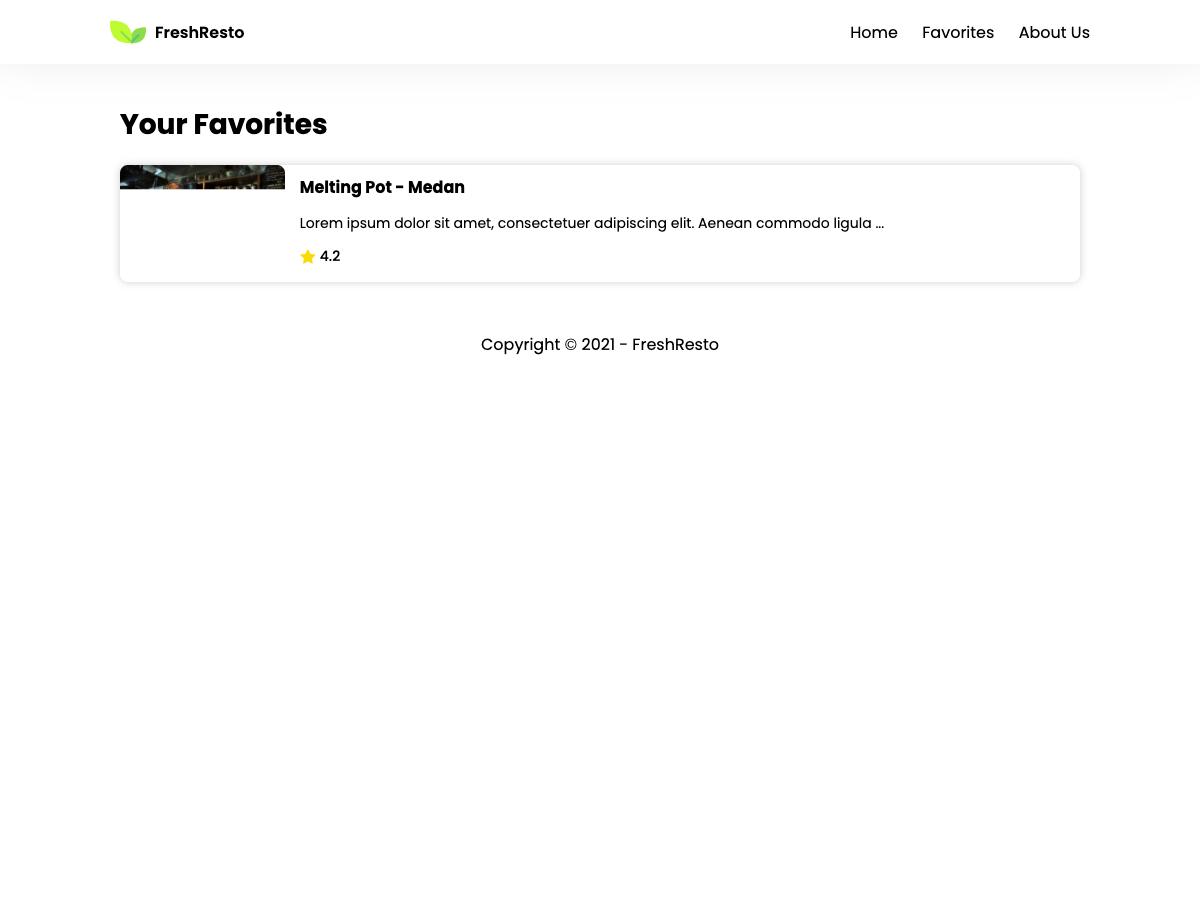 FreshResto
Home Favorites About Us
Your Favorites
Melting Pot - Medan
Lorem ipsum dolor sit amet, consectetuer adipiscing elit. Aenean commodo ligula ...
4.2
Copyright © 2021 - FreshResto